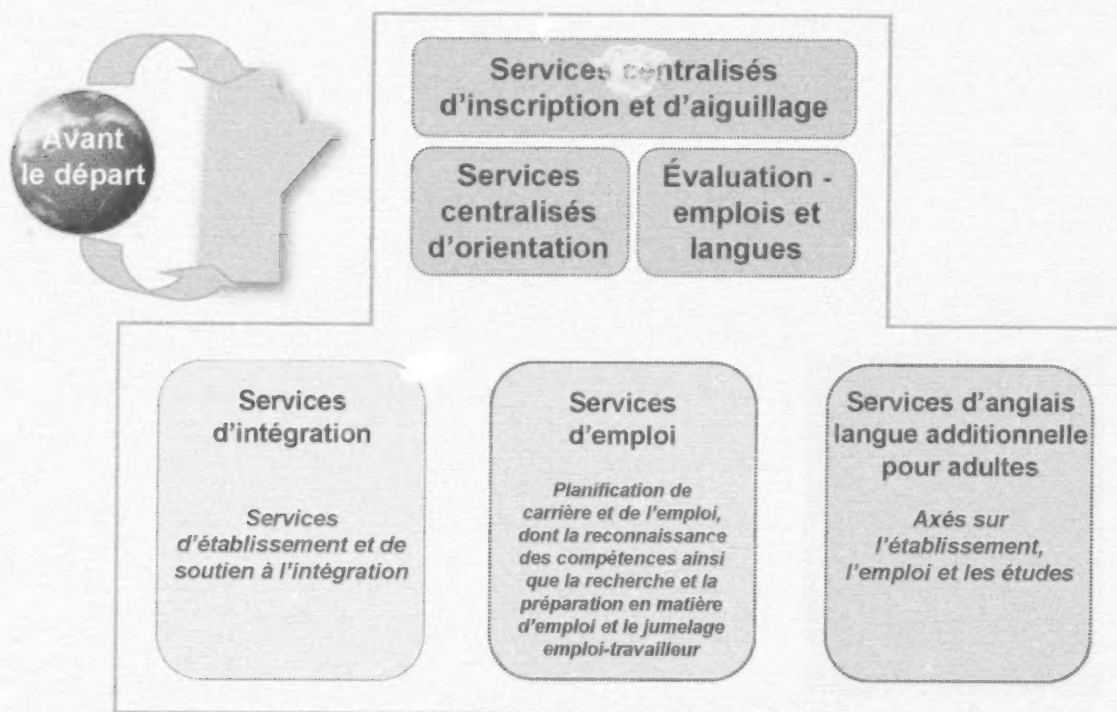 Avant
le départ
Services centralisés
d'inscription et d'aiguillage
Services
centralisés
d'orientation
Évaluation -
emplois et
langues
Services
d'intégration
Services
d'établissement et de
soutien à l'intégration
Services
d'emploi
Planification de
carrière et de l'emploi,
dont la reconnaissance
des compétences ainsi
que la recherche et la
préparation en matière
d'emploi et le jumelage
emploi-travailleur
Services d'anglais
langue additionnelle
pour adultes
Axés sur
l'établissement,
l'emploi et les études